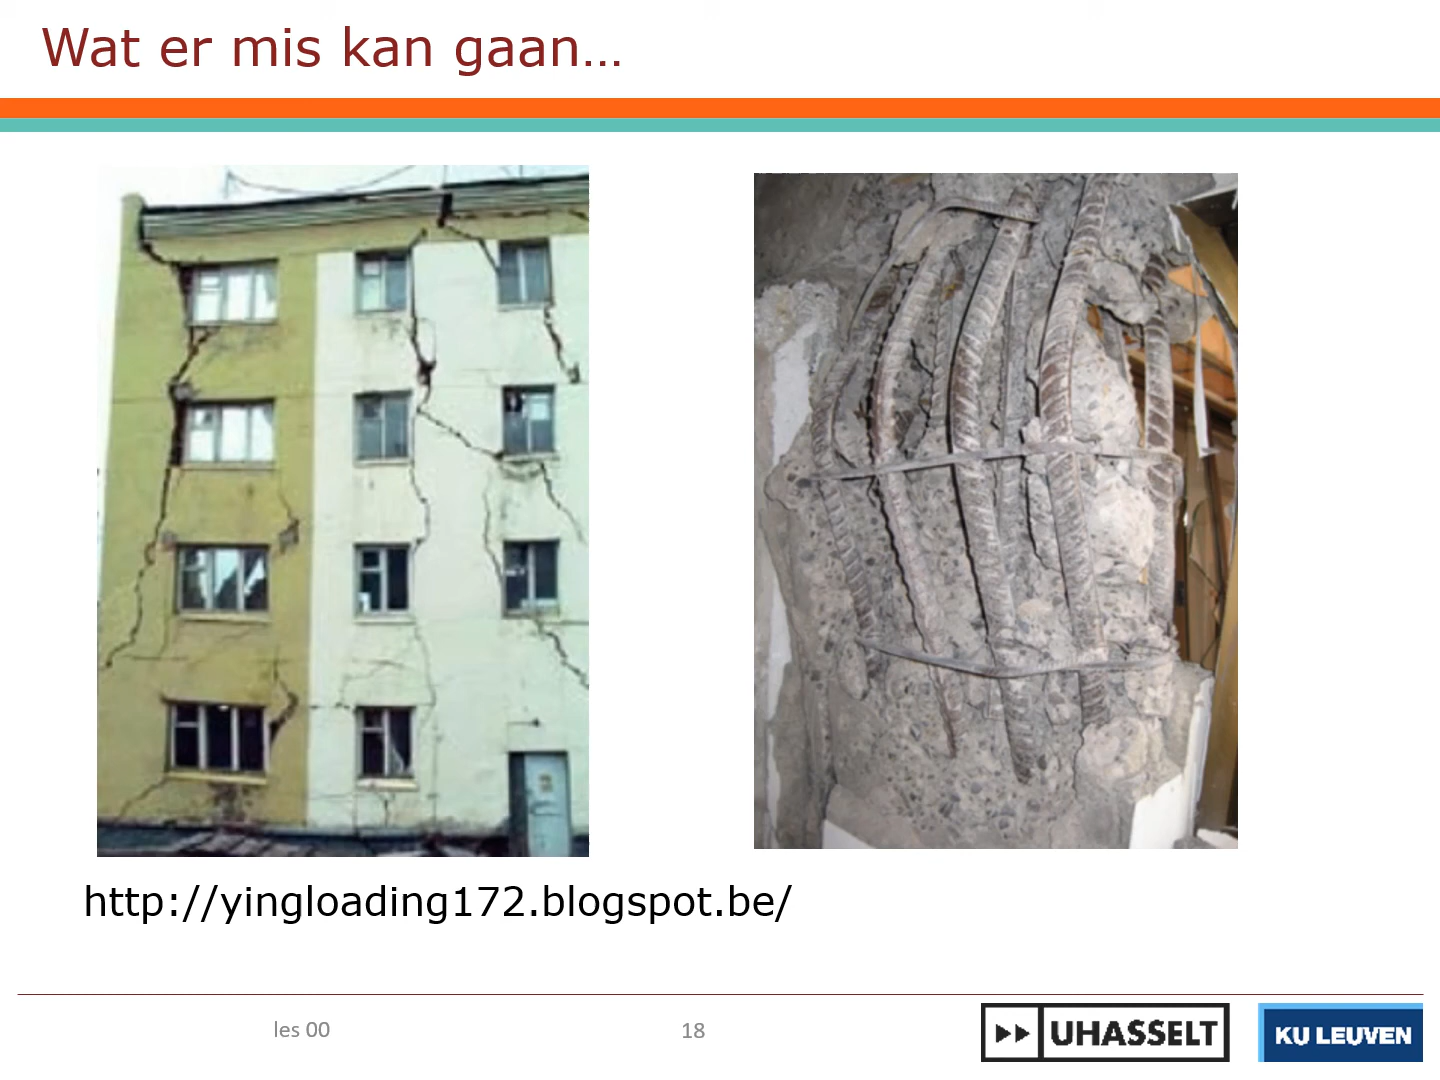 Wat er mis kan gaan…
http://yingloading172.blogspot.be/
les 00
18
UHASSELT
KU LEUVEN